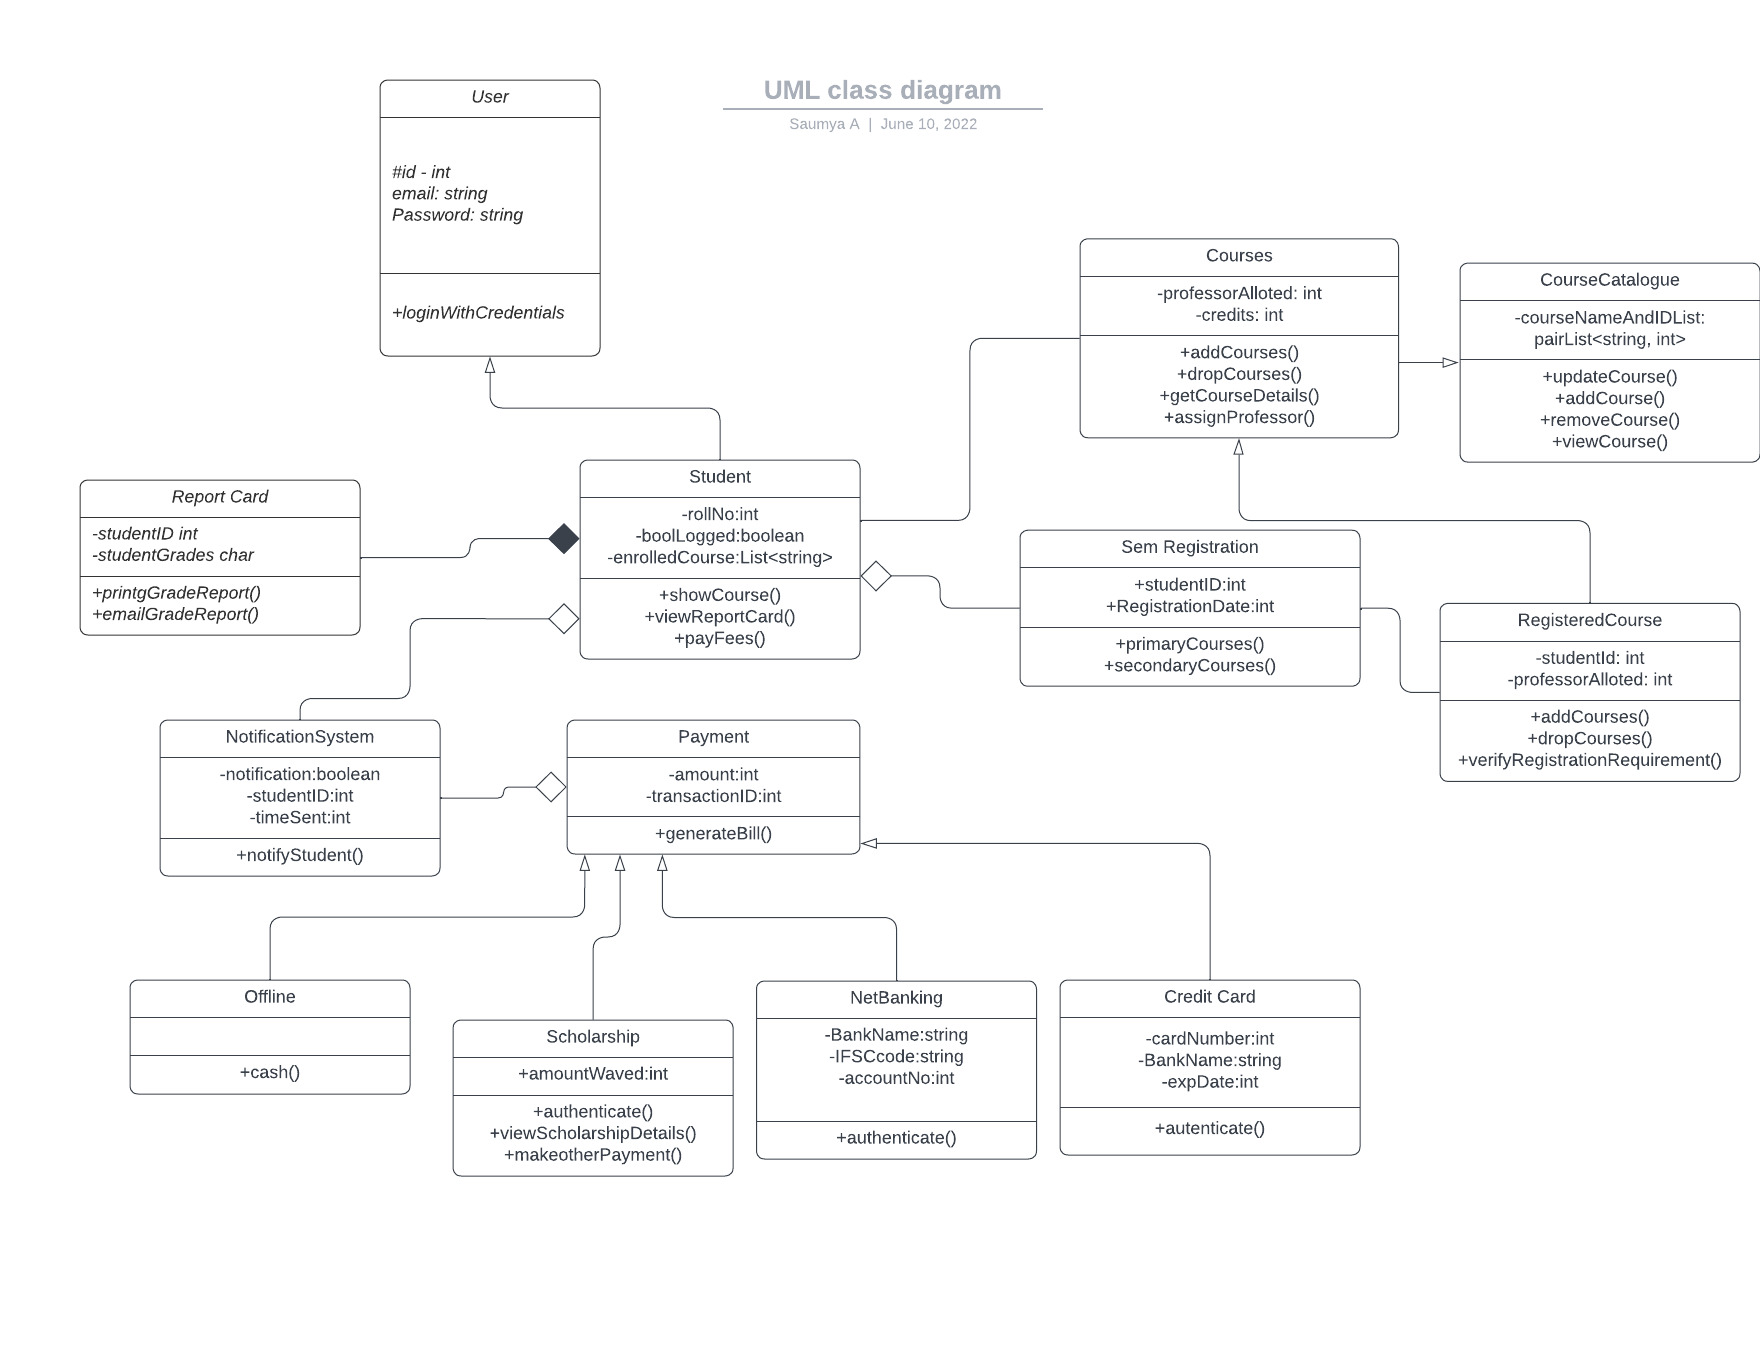 UML class diagram
Saumya A | June 10, 2022
User
#id - int
email: string
Password: string
+loginWithCredentials
Courses
-professorAlloted: int
-credits: int
+addCourses()
+dropCourses()
+getCourseDetails()
+assignProfessor()
CourseCatalogue
-courseNameAndIDList:
pairList<string, int>
+updateCourse()
+addCourse()
+removeCourse()
+viewCourse()
Report Card
-studentID int
-studentGrades char
+printgGradeReport()
+emailGradeReport()
Student
-rollNo:int
-boolLogged:boolean
-enrolledCourse:List<string>
+showCourse()
+viewReportCard()
+payFees()
Sem Registration
+studentID:int
+RegistrationDate:int
+primaryCourses()
+secondaryCourses()
RegisteredCourse
-studentId: int
-professorAlloted: int
+addCourses()
+dropCourses()
+verifyRegistrationRequirement()
NotificationSystem
-notification:boolean
-studentID:int
-timeSent:int
+notifyStudent()
Payment
-amount:int
-transactionID:int
+generateBill()
Offline
+cash()
Scholarship
+amountWaved:int
+authenticate()
+viewScholarshipDetails()
+makeotherPayment()
NetBanking
-BankName:string
-IFSCcode:string
-accountNo:int
+authenticate()
Credit Card
-cardNumber:int
-BankName:string
-expDate:int
+autenticate()